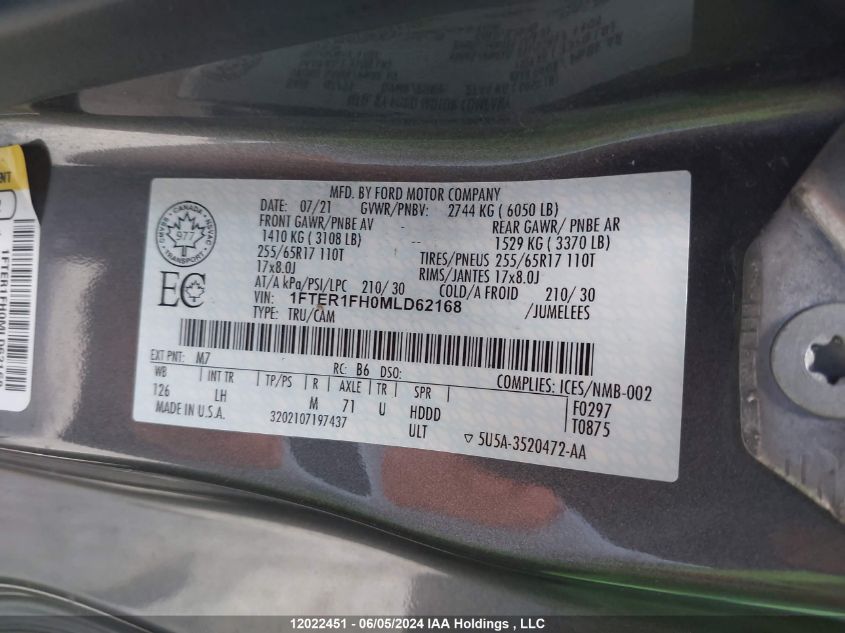 MFD. BY FORD MOTOR COMPANY
DATE: 07/21 GVWR/PNBV: 2744 KG ( 6050 LB)
FRONT GAWR/PNBE AV REAR GAWR/ PNBE AR
1410 KG ( 3108 LB) -- 1529 KG ( 3370 LB)
255/65R17 110T TIRES/PNEUS 255/65R17 110T
17x8.0J RIMS/JANTES 17x8.0J
AT/A kPa/PSI/LPC 210/ 30 COLD/A FROID 210/ 30
VIN: 1FTER1FH0MLD62168 /JUMELEES
TYPE: TRU/CAM
CANADA
977
TRANSPORT
EC
EXT PNT: M7 RC: B6 DSO: COMPLIES: ICES/NMB-002
WB INT TR TP/PS R AXLE TR SPR F0297
126 LH M 71 U HDDD T0875
MADE IN U.S.A. 3202107197437 ULT 5U5A-3520472-AA
1FTER1FH0MLD62168
12022451 - 06/05/2024 IAA Holdings , LLC